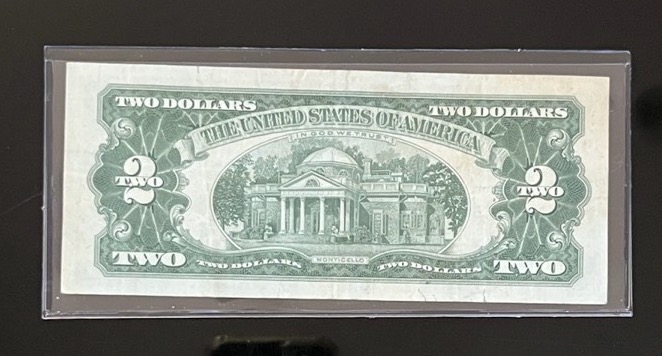 TWO DOLLARS
TWO DOLLARS
THE UNITED STATES OF AMERICA
IN GOD WE TRUST
2
TWO
2
TWO
TWO
TWO DOLLARS
MONTICELLO
TWO DOLLARS
TWO